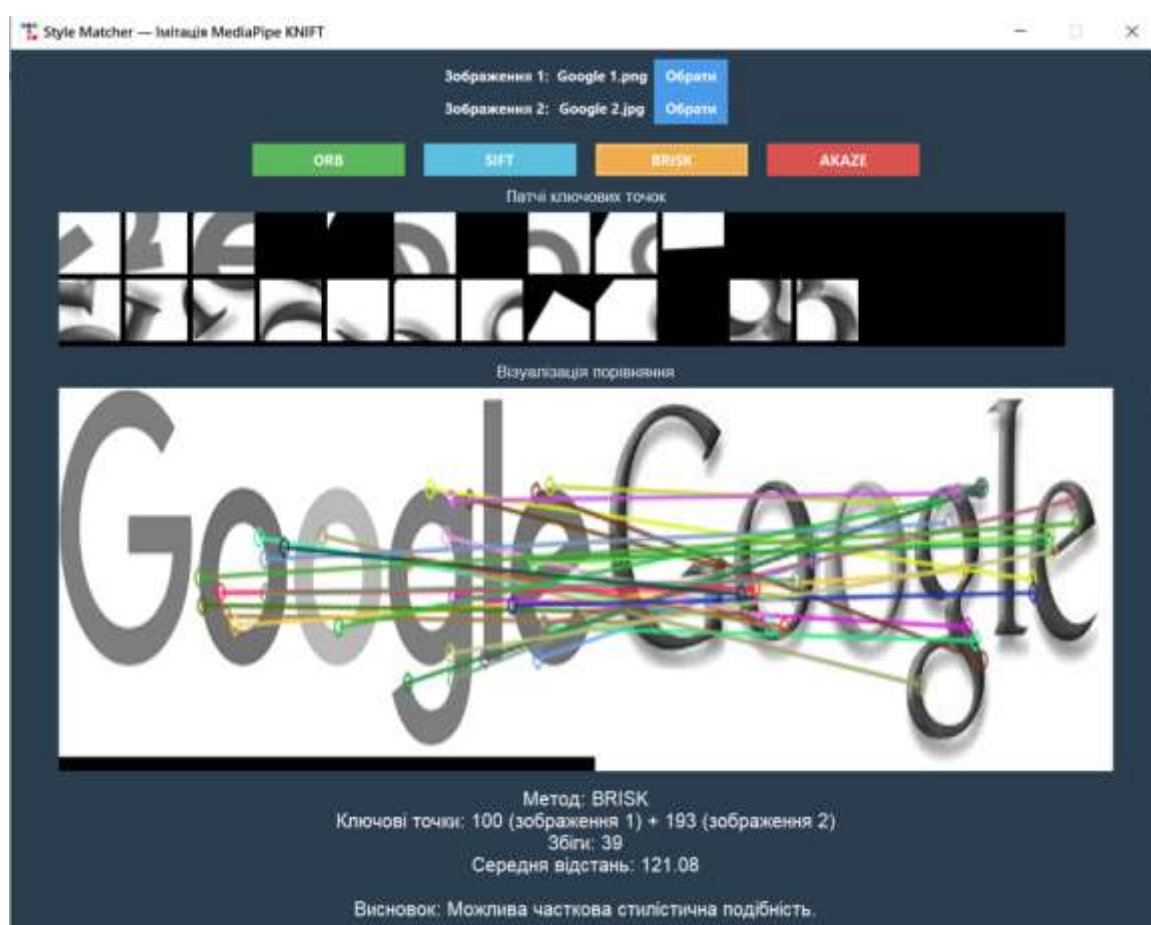 Style Matcher — Імітація MediaPipe KNIFT
Зображення 1: Google 1.png Обрати
Зображення 2: Google 2.jpg Обрати
ORB SIFT BRISK AKAZE
Патчі ключових точок
Візуалізація порівняння
Google Google
Метод: BRISK
Ключові точки: 100 (зображення 1) + 193 (зображення 2)
Збіги: 39
Середня відстань: 121.08
Висновок: Можлива часткова стилістична подібність.